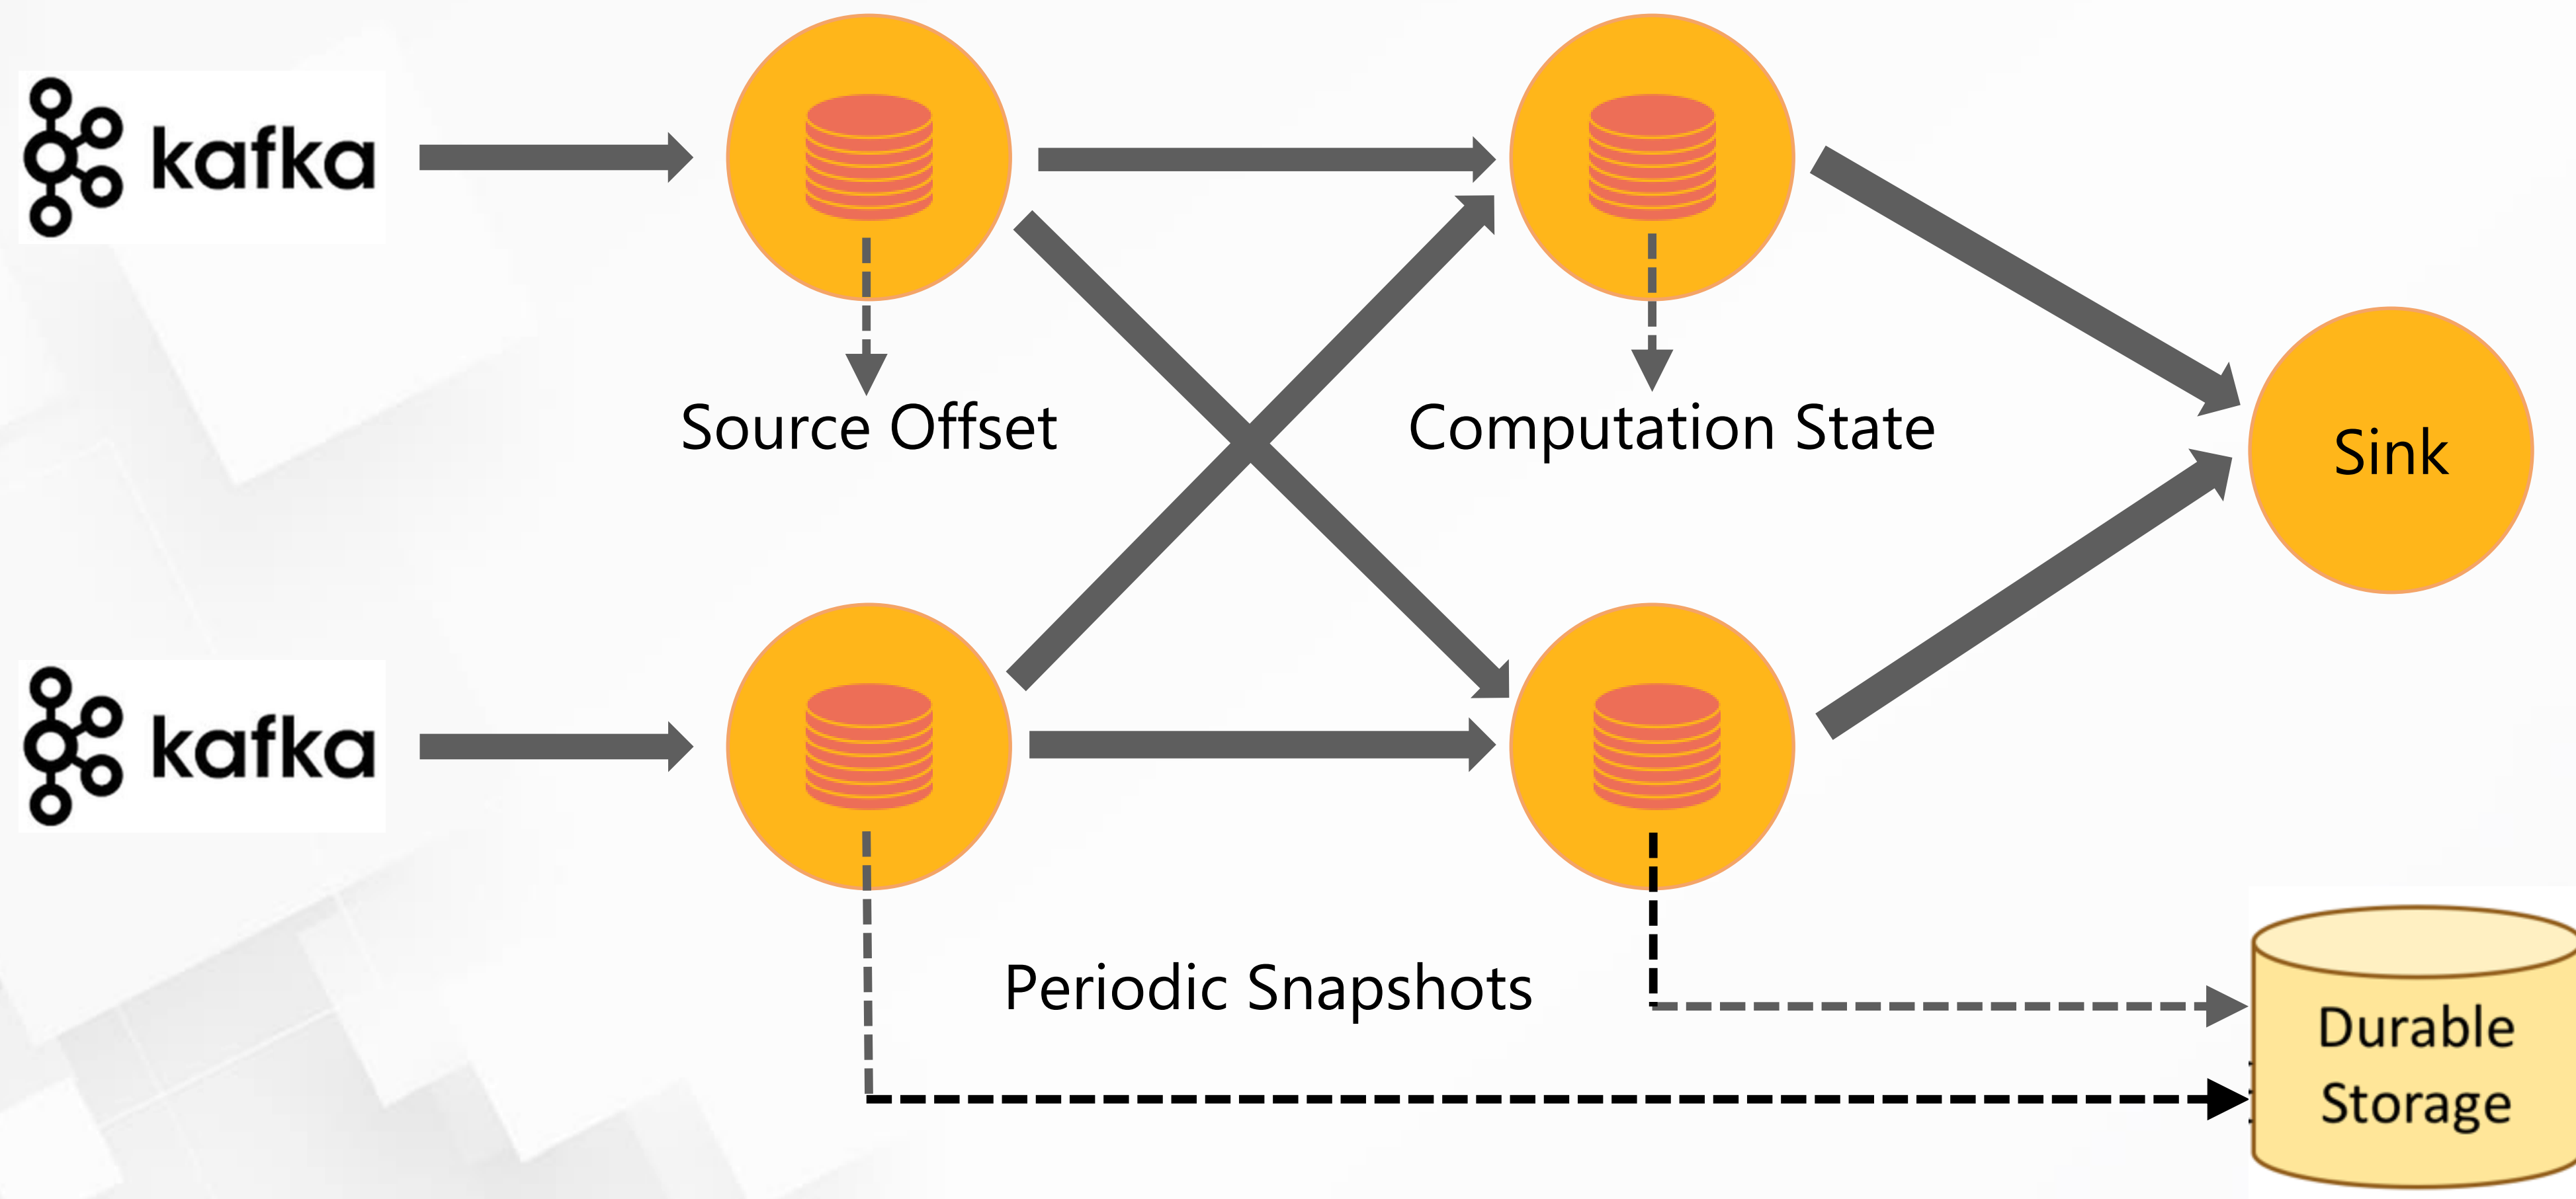 kafka
Source Offset
Computation State
Sink
kafka
Periodic Snapshots
Durable
Storage